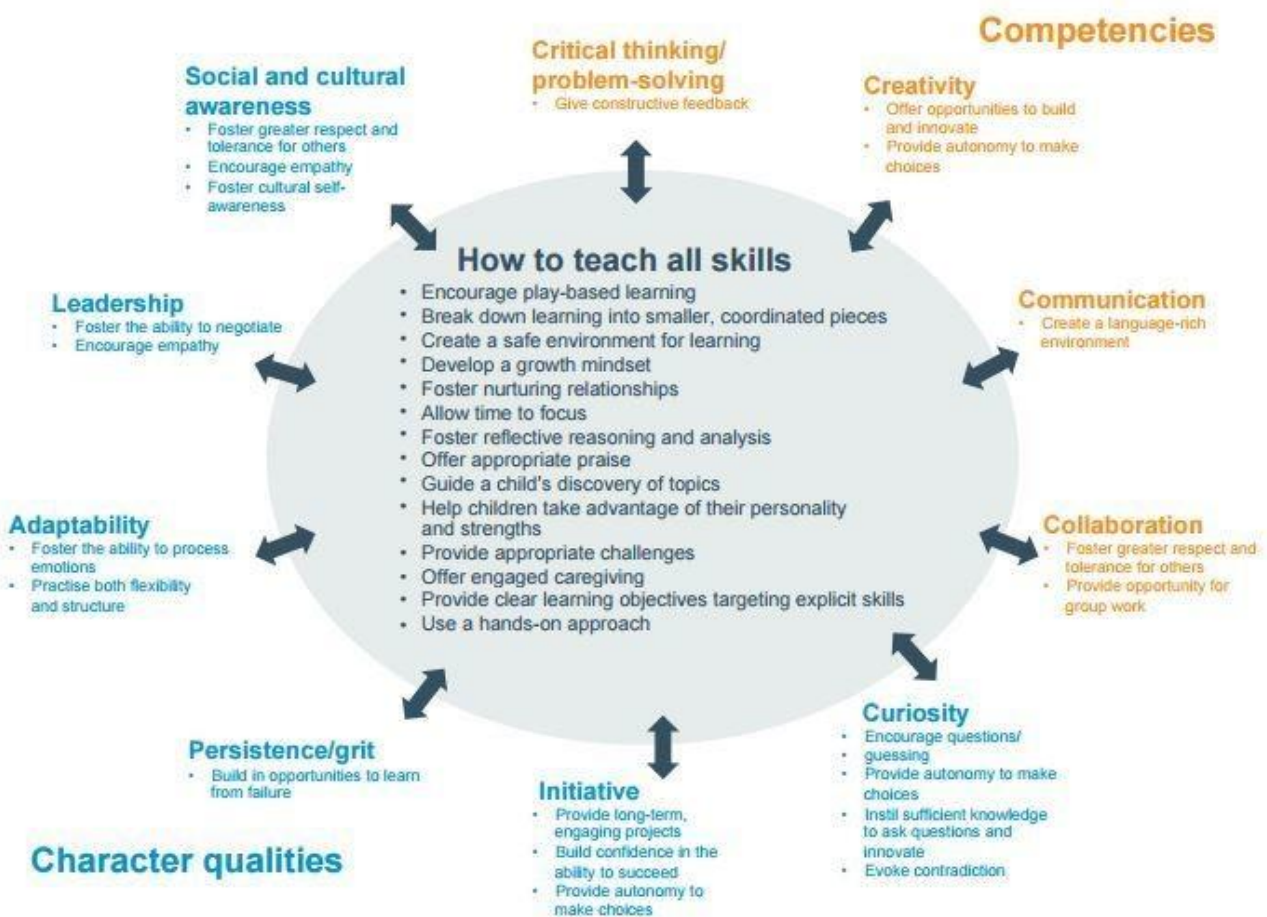 Competencies
Critical thinking/
problem-solving
• Give constructive feedback
Creativity
• Offer opportunities to build
and innovate
• Provide autonomy to make
choices
Social and cultural
awareness
• Foster greater respect and
tolerance for others
• Encourage empathy
• Foster cultural self-
awareness
How to teach all skills
• Encourage play-based learning
• Break down learning into smaller, coordinated pieces
• Create a safe environment for learning
• Develop a growth mindset
• Foster nurturing relationships
• Allow time to focus
• Foster reflective reasoning and analysis
• Offer appropriate praise
• Guide a child's discovery of topics
• Help children take advantage of their personality
and strengths
• Provide appropriate challenges
• Offer engaged caregiving
• Provide clear learning objectives targeting explicit skills
• Use a hands-on approach
Leadership
• Foster the ability to negotiate
• Encourage empathy
Communication
• Create a language-rich
environment
Adaptability
• Foster the ability to process
emotions
• Practise both flexibility
and structure
Collaboration
• Foster greater respect and
tolerance for others
• Provide opportunity for
group work
Persistence/grit
• Build in opportunities to learn
from failure
Initiative
• Provide long-term,
engaging projects
• Build confidence in the
ability to succeed
• Provide autonomy to
make choices
Curiosity
• Encourage questions/
• guessing
• Provide autonomy to make
choices
• Instil sufficient knowledge
to ask questions and
innovate
• Evoke contradiction
Character qualities